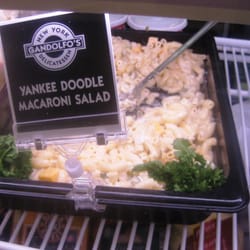 NEW YORK
GANDOLFO'S
DELICATESSEN
YANKEE DOODLE
MACARONI SALAD